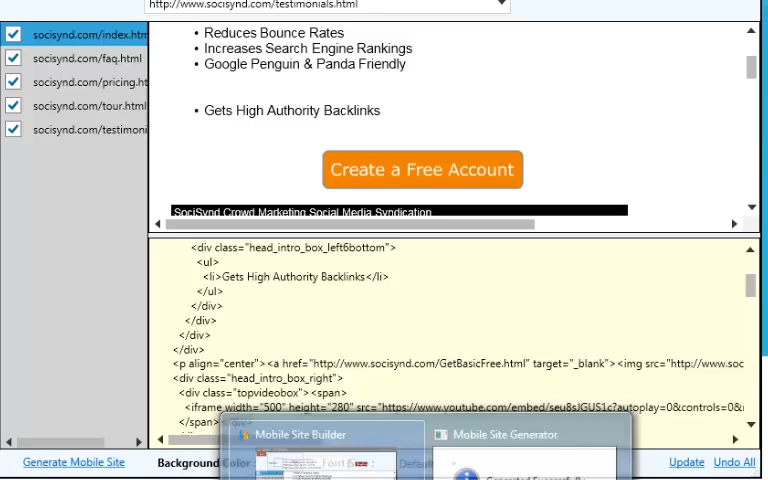 http://www.socisynd.com/testimonials.html
socisynd.com/index.htm
socisynd.com/faq.html
socisynd.com/pricing.ht
socisynd.com/tour.html
socisynd.com/testimoni
• Reduces Bounce Rates
• Increases Search Engine Rankings
• Google Penguin & Panda Friendly
• Gets High Authority Backlinks
Create a Free Account
SociSynd Crowd Marketing Social Media Syndication
<div class="head_intro_box_left6bottom">
<ul>
<li>Gets High Authority Backlinks</li>
</ul>
</div>
</div>
</div>
</div>
<p align="center"><a href="http://www.socisynd.com/GetBasicFree.html" target="_blank"><img src="http://www.soc
<div class="head_intro_box_right">
<div class="topvideobox"><span>
<iframe width="500" height="280" src="https://www.youtube.com/embed/seu8sJGUS1c?autoplay=0&controls=0&
</span>
Mobile Site Builder
Mobile Site Generator
Generate Mobile Site
Background Color :
Font Size :
Default
Update
Undo All
Generated Successfully